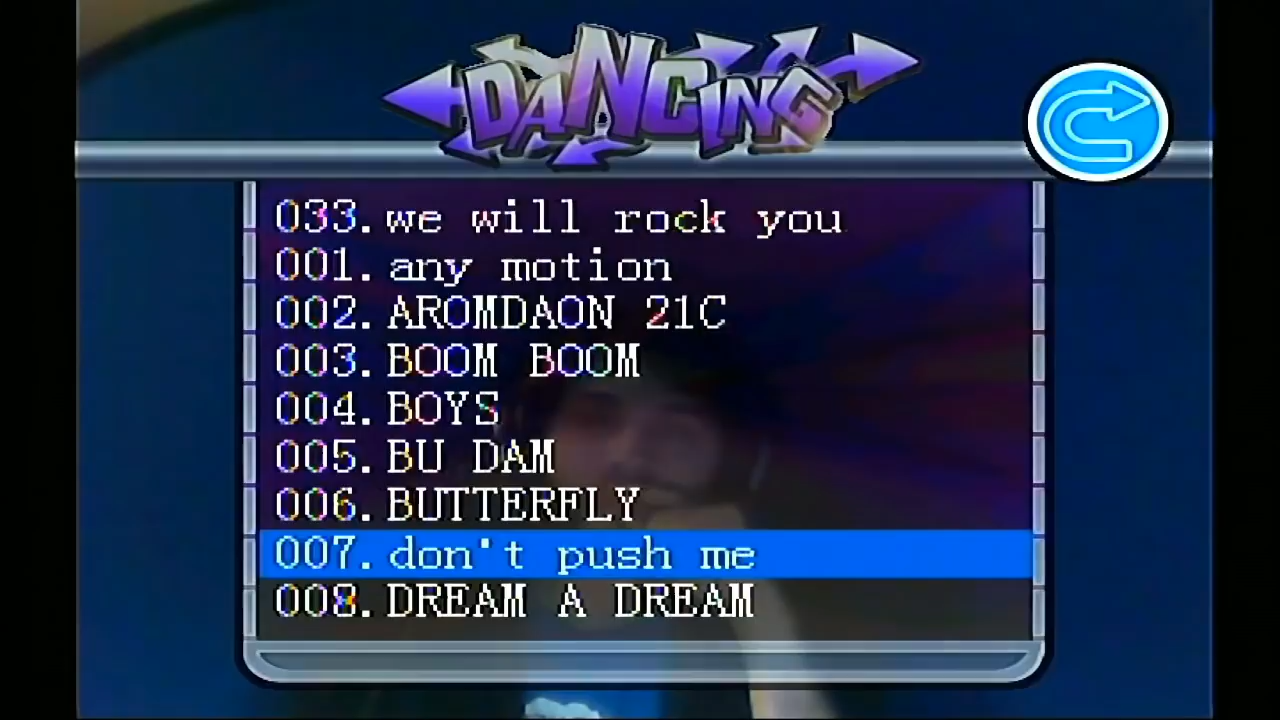 DANCING
033. we will rock you
001. any motion
002. AROMDAON 21C
003. BOOM BOOM
004. BOYS
005. BU DAM
006. BUTTERFLY
007. don't push me
008. DREAM A DREAM